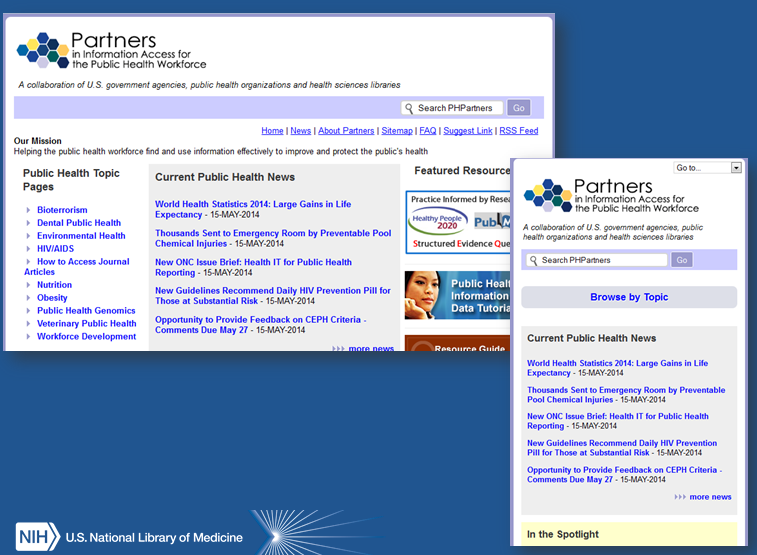 Partners
in Information Access for
the Public Health Workforce
A collaboration of U.S. government agencies, public health organizations and health sciences libraries
Search PHPartners
Go
Home | News | About Partners | Sitemap | FAQ | Suggest Link | RSS Feed
Our Mission
Helping the public health workforce find and use information effectively to improve and protect the public's health
Public Health Topic
Pages
Bioterrorism
Dental Public Health
Environmental Health
HIV/AIDS
How to Access Journal
Articles
Nutrition
Obesity
Public Health Genomics
Veterinary Public Health
Workforce Development
Current Public Health News
World Health Statistics 2014: Large Gains in Life
Expectancy - 15-MAY-2014
Thousands Sent to Emergency Room by Preventable Pool
Chemical Injuries - 15-MAY-2014
New ONC Issue Brief: Health IT for Public Health
Reporting - 15-MAY-2014
New Guidelines Recommend Daily HIV Prevention Pill for
Those at Substantial Risk - 15-MAY-2014
Opportunity to Provide Feedback on CEPH Criteria -
Comments Due May 27 - 15-MAY-2014
more news
Featured Resource
Practice Informed by Resea
Healthy People
2020
PubM
Structured Evidence Que
Public Healt
Information
Data Tutoria
Resource Guide
Go to...
Partners
in Information Access for
the Public Health Workforce
A collaboration of U.S. government agencies, public
health organizations and health sciences libraries
Search PHPartners
Go
Browse by Topic
Current Public Health News
World Health Statistics 2014: Large Gains in Life
Expectancy - 15-MAY-2014
Thousands Sent to Emergency Room by Preventable
Pool Chemical Injuries - 15-MAY-2014
New ONC Issue Brief: Health IT for Public Health
Reporting - 15-MAY-2014
New Guidelines Recommend Daily HIV Prevention
Pill for Those at Substantial Risk - 15-MAY-2014
Opportunity to Provide Feedback on CEPH Criteria -
Comments Due May 27 - 15-MAY-2014
more news
In the Spotlight
NIH
U.S. National Library of Medicine